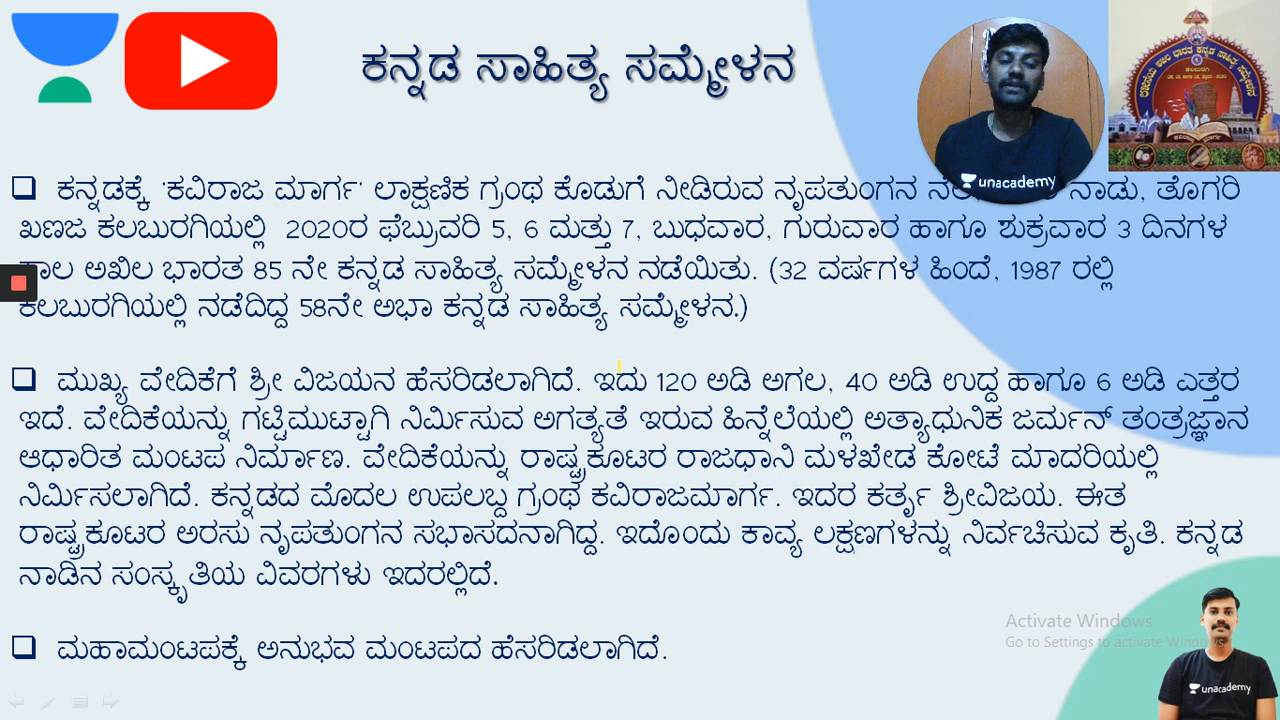 ಕನ್ನಡ ಸಾಹಿತ್ಯ ಸಮ್ಮೇಳನ
unacademy
ಕನ್ನಡಕ್ಕೆ 'ಕವಿರಾಜ ಮಾರ್ಗ' ಲಾಕ್ಷಣಿಕ ಗ್ರಂಥ ಕೊಡುಗೆ ನೀಡಿರುವ ನೃಪತುಂಗನ ನಾಡು, ತೊಗರಿ
ಖಣಜ ಕಲಬುರಗಿಯಲ್ಲಿ 2020ರ ಫೆಬ್ರುವರಿ 5, 6 ಮತ್ತು 7, ಬುಧವಾರ, ಗುರುವಾರ ಹಾಗೂ ಶುಕ್ರವಾರ 3 ದಿನಗಳ
ಅಖಿಲ ಭಾರತ 85 ನೇ ಕನ್ನಡ ಸಾಹಿತ್ಯ ಸಮ್ಮೇಳನ ನಡೆಯಿತು. (32 ವರ್ಷಗಳ ಹಿಂದೆ, 1987 ರಲ್ಲಿ
ಕಲಬುರಗಿಯಲ್ಲಿ ನಡೆದಿದ್ದ 58ನೇ ಅಭಾ ಕನ್ನಡ ಸಾಹಿತ್ಯ ಸಮ್ಮೇಳನ.)
ಮುಖ್ಯ ವೇದಿಕೆಗೆ ಶ್ರೀ ವಿಜಯನ ಹೆಸರಿಡಲಾಗಿದೆ. ಇದು 120 ಅಡಿ ಅಗಲ, 40 ಅಡಿ ಉದ್ದ ಹಾಗೂ 6 ಅಡಿ ಎತ್ತರ
ಇದೆ. ವೇದಿಕೆಯನ್ನು ಗಟ್ಟಿಮುಟ್ಟಾಗಿ ನಿರ್ಮಿಸುವ ಅಗತ್ಯತೆ ಇರುವ ಹಿನ್ನೆಲೆಯಲ್ಲಿ ಅತ್ಯಾಧುನಿಕ ಜರ್ಮನ್ ತಂತ್ರಜ್ಞಾನ
ಆಧಾರಿತ ಮಂಟಪ ನಿರ್ಮಾಣ. ವೇದಿಕೆಯನ್ನು ರಾಷ್ಟ್ರಕೂಟರ ರಾಜಧಾನಿ ಮಳಖೇಡ ಕೋಟೆ ಮಾದರಿಯಲ್ಲಿ
ನಿರ್ಮಿಸಲಾಗಿದೆ. ಕನ್ನಡದ ಮೊದಲ ಉಪಲಬ್ದ ಗ್ರಂಥ ಕವಿರಾಜಮಾರ್ಗ. ಇದರ ಕರ್ತೃ ಶ್ರೀವಿಜಯ. ಈತ
ರಾಷ್ಟ್ರಕೂಟರ ಅರಸು ನೃಪತುಂಗನ ಸಭಾಸದನಾಗಿದ್ದ. ಇದೊಂದು ಕಾವ್ಯ ಲಕ್ಷಣಗಳನ್ನು ನಿರ್ವಚಿಸುವ ಕೃತಿ. ಕನ್ನಡ
ನಾಡಿನ ಸಂಸ್ಕೃತಿಯ ವಿವರಗಳು ಇದರಲ್ಲಿದೆ.
ಮಹಾಮಂಟಪಕ್ಕೆ ಅನುಭವ ಮಂಟಪದ ಹೆಸರಿಡಲಾಗಿದೆ.
Activate Windows
Go to Settings to activate Windows
unacademy